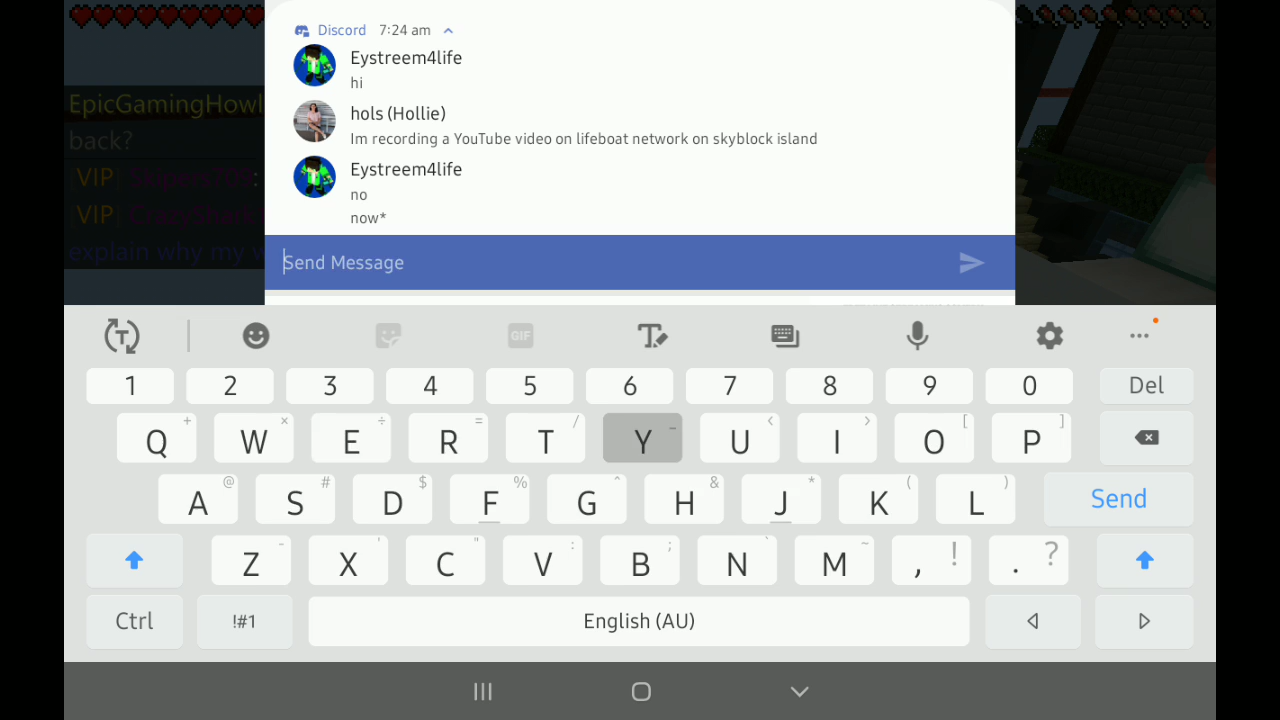 Discord 7:24 am
Eystreem4life
hi
hols (Hollie)
Im recording a YouTube video on lifeboat network on skyblock island
Eystreem4life
no
now*
Send Message
EpicGamingHowl
back?
VIP
VIP CrazyShark
explain why my w
GIF
1 2 3 4 5 6 7 8 9 0 Del
Q + W × E ÷ R = T / Y _ U < I > O [ P ]
A @ S # D $ F % G ^ H & J * K ( L ) Send
Z - X ' C " V : B ; N ` M ~ , ! . ?
Ctrl !#1 English (AU)